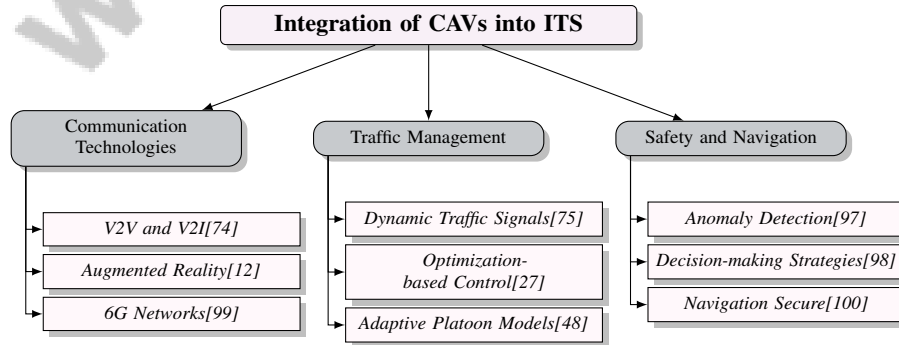 Integration of CAVs into ITS
Communication
Technologies
V2V and V2I[74]
Augmented Reality[12]
6G Networks[99]
Traffic Management
Dynamic Traffic Signals[75]
Optimization-
based Control[27]
Adaptive Platoon Models[48]
Safety and Navigation
Anomaly Detection[97]
Decision-making Strategies[98]
Navigation Secure[100]